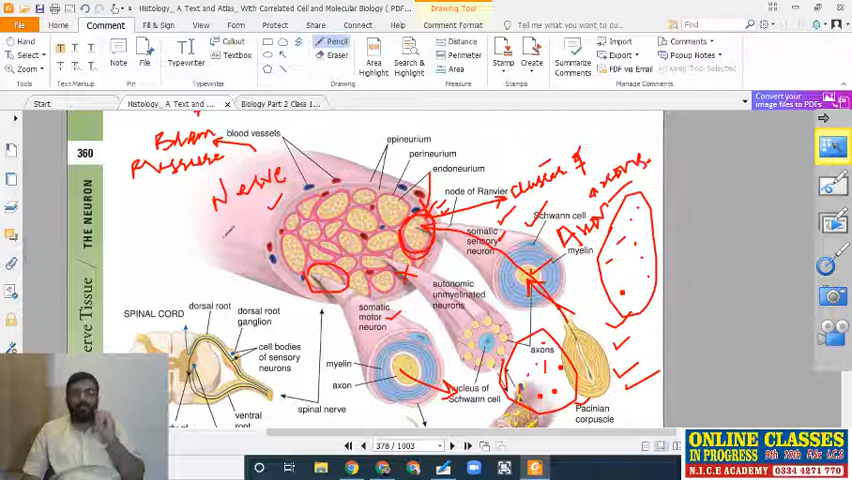 Histology_ A Text and Atlas_ With Correlated Cell and Molecular Biology ( PDF...
Drawing Tool
File
Home
Comment
Fill & Sign
View
Form
Protect
Share
Connect
Help
Comment Format
Tell me what you want to do...
Find
Hand
Select
Zoom
Text Markup
Note
File
Pin
Typewriter
Callout
Textbox
Typewriter
Pencil
Eraser
Drawing
Area Highlight
Search & Highlight
Distance
Perimeter
Area
Measure
Stamp
Create
Stamps
Summarize Comments
Import
Export
FDF via Email
Comments
Popup Notes
Keep Tool Selected
Manage Comments
Start
Histology_ A Text and ...
Biology Part 2 Class 1...
Convert your image files to PDFs
360
THE NEURON
Pressure
Nerve
blood vessels
epineurium
perineurium
endoneurium
node of Ranvier
cluster of
axons.
Axon
Schwann cell
somatic sensory neuron
myelin
autonomic unmyelinated neurons
somatic motor neuron
SPINAL CORD
dorsal root
dorsal root ganglion
cell bodies of sensory neurons
myelin
axon
axons
nucleus of Schwann cell
Pacinian corpuscle
spinal nerve
ventral root
378 / 1003
ONLINE CLASSES
IN PROGRESS
9th 10th F.Sc I.C.S
N.I.C.E ACADEMY
0334 4271 770